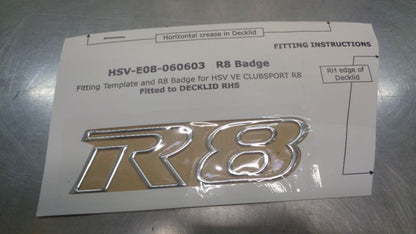 Horizontal crease in Decklid
FITTING INSTRUCTIONS
HSV-E08-060603 R8 Badge
Fitting Template and R8 Badge for HSV VE CLUBSPORT R8
Fitted to DECKLID RHS
RH edge of
Decklid
R8